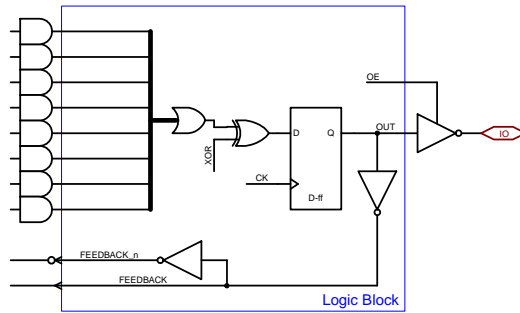 OE
OUT
IO
D
Q
XOR
CK
D-ff
FEEDBACK_n
FEEDBACK
Logic Block